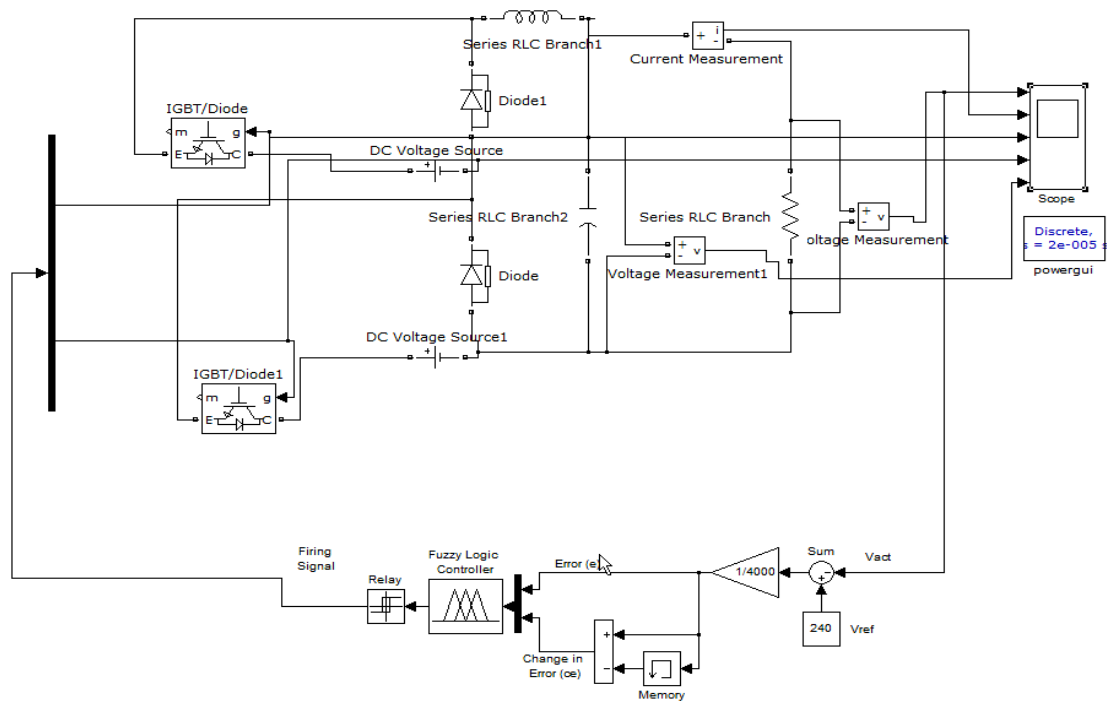 Series RLC Branch1
+ i -
Current Measurement
IGBT/Diode
m g
E C
Diode1
DC Voltage Source
+
Scope
Series RLC Branch2
Series RLC Branch
+ - v
oltage Measurement
Discrete,
s = 2e-005 s
powergui
+ - v
Voltage Measurement1
Diode
DC Voltage Source1
+
IGBT/Diode1
m g
E C
Firing
Signal
Relay
Fuzzy Logic
Controller
Error (e)
1/4000
Sum
Vact
−
+
240
Vref
+
−
Change in
Error (ce)
Memory